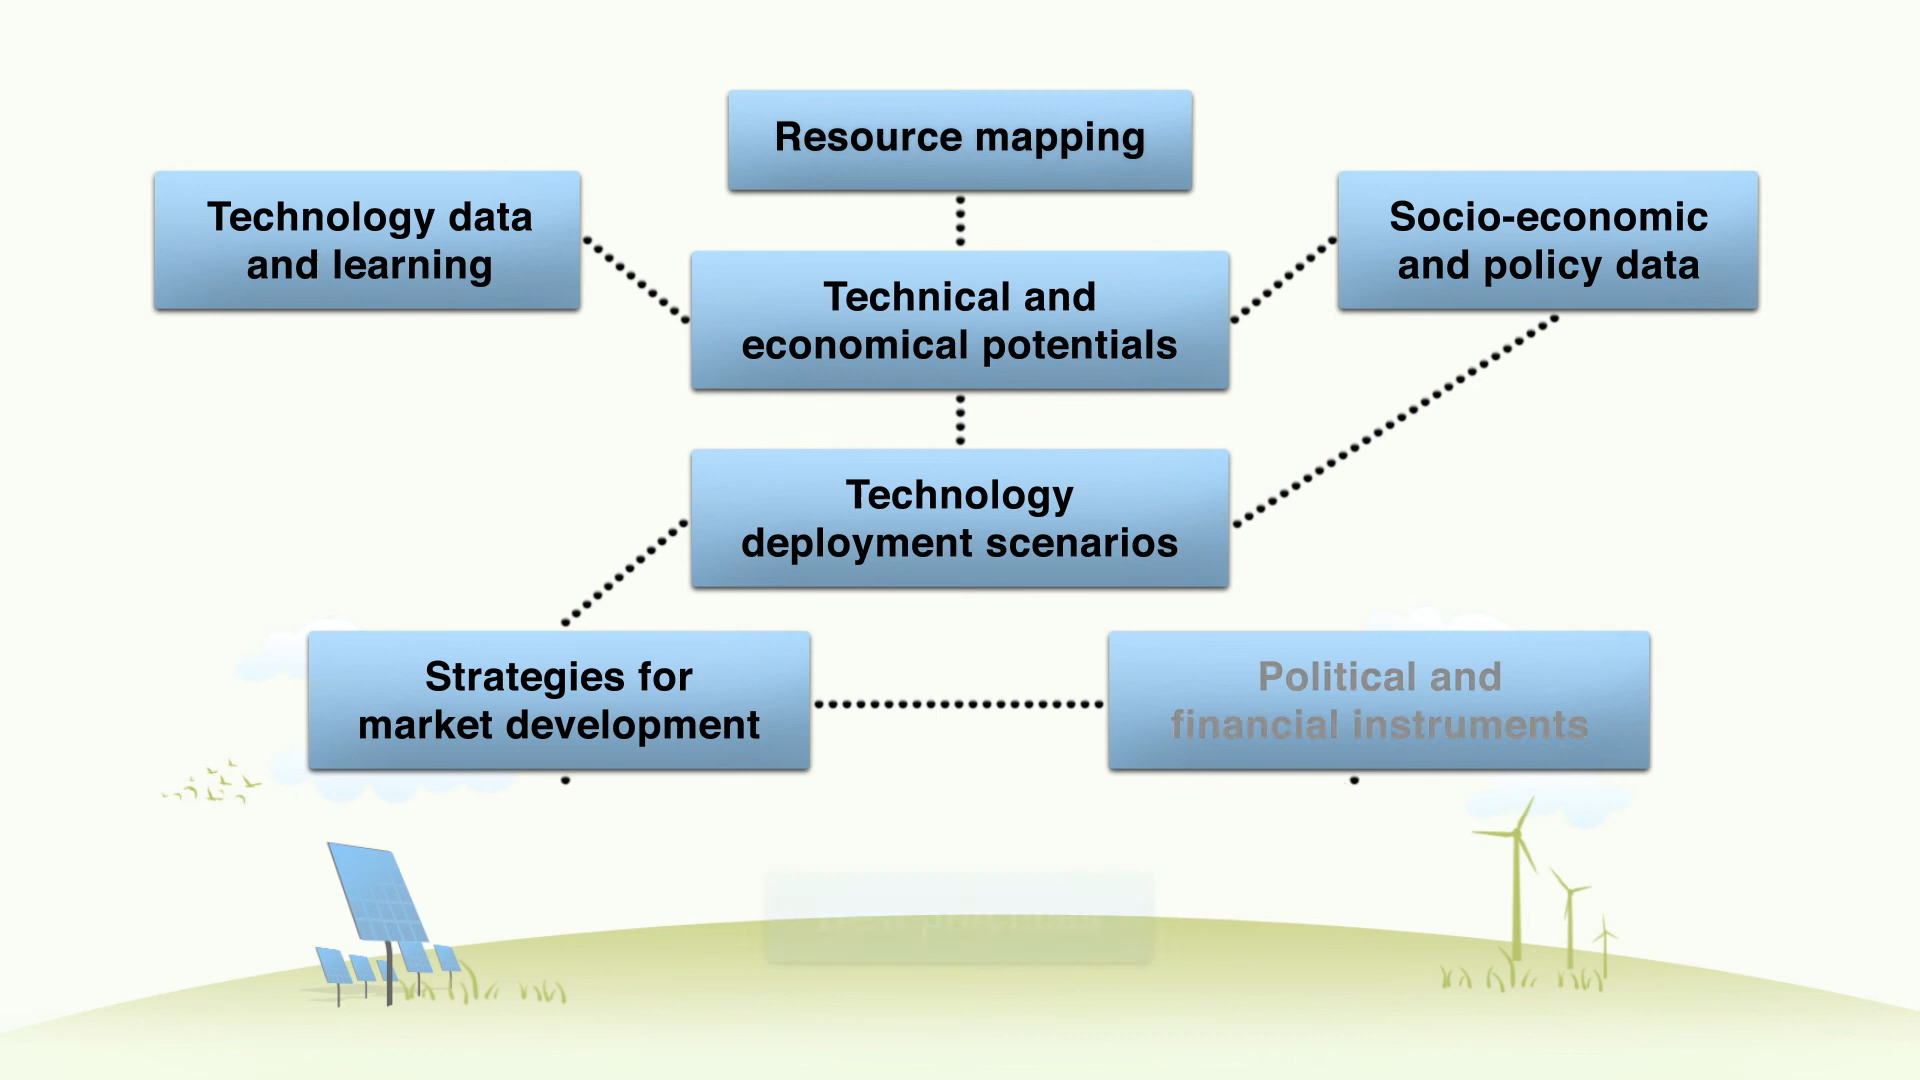 Resource mapping
Technology data
and learning
Socio-economic
and policy data
Technical and
economical potentials
Technology
deployment scenarios
Strategies for
market development
Political and
financial instruments